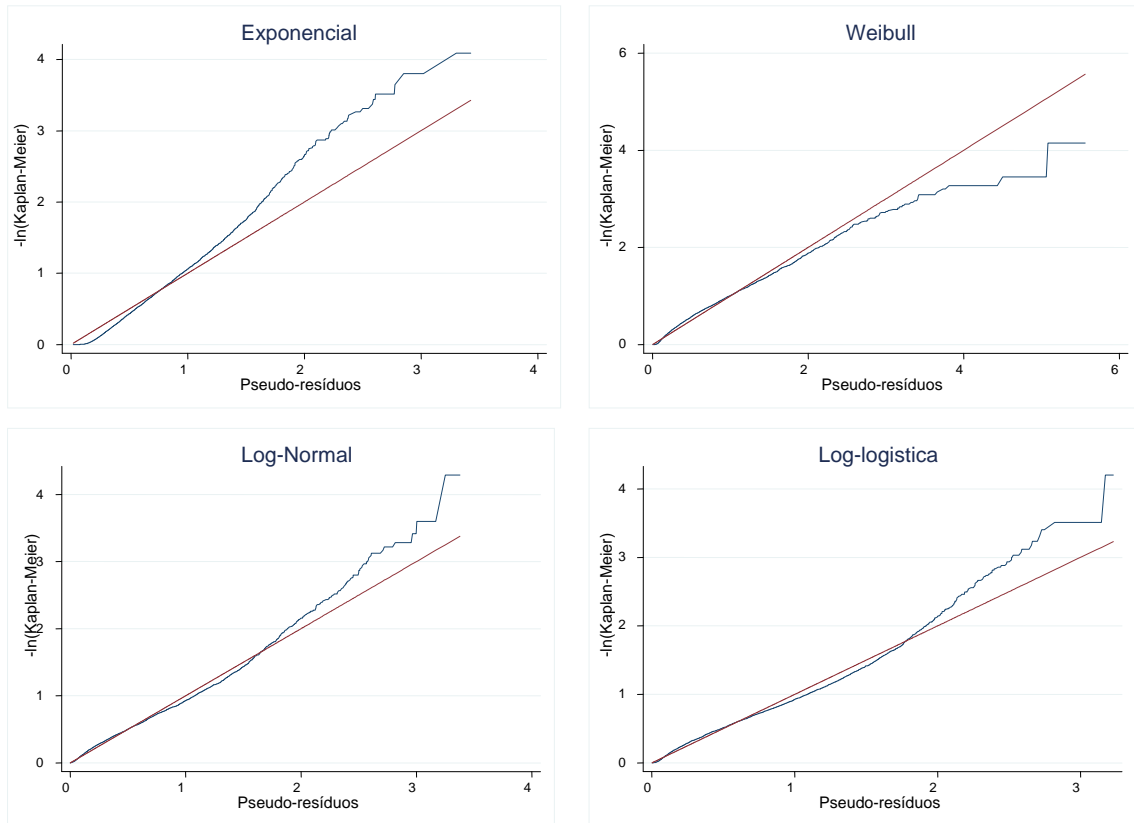 Exponencial
4
3
2
1
0
-ln(Kaplan-Meier)
0 1 2 3 4
Pseudo-resíduos
Weibull
6
4
2
0
-ln(Kaplan-Meier)
0 2 4 6
Pseudo-resíduos
Log-Normal
4
3
2
1
0
-ln(Kaplan-Meier)
0 1 2 3 4
Pseudo-resíduos
Log-logistica
4
3
2
1
0
-ln(Kaplan-Meier)
0 1 2 3
Pseudo-resíduos